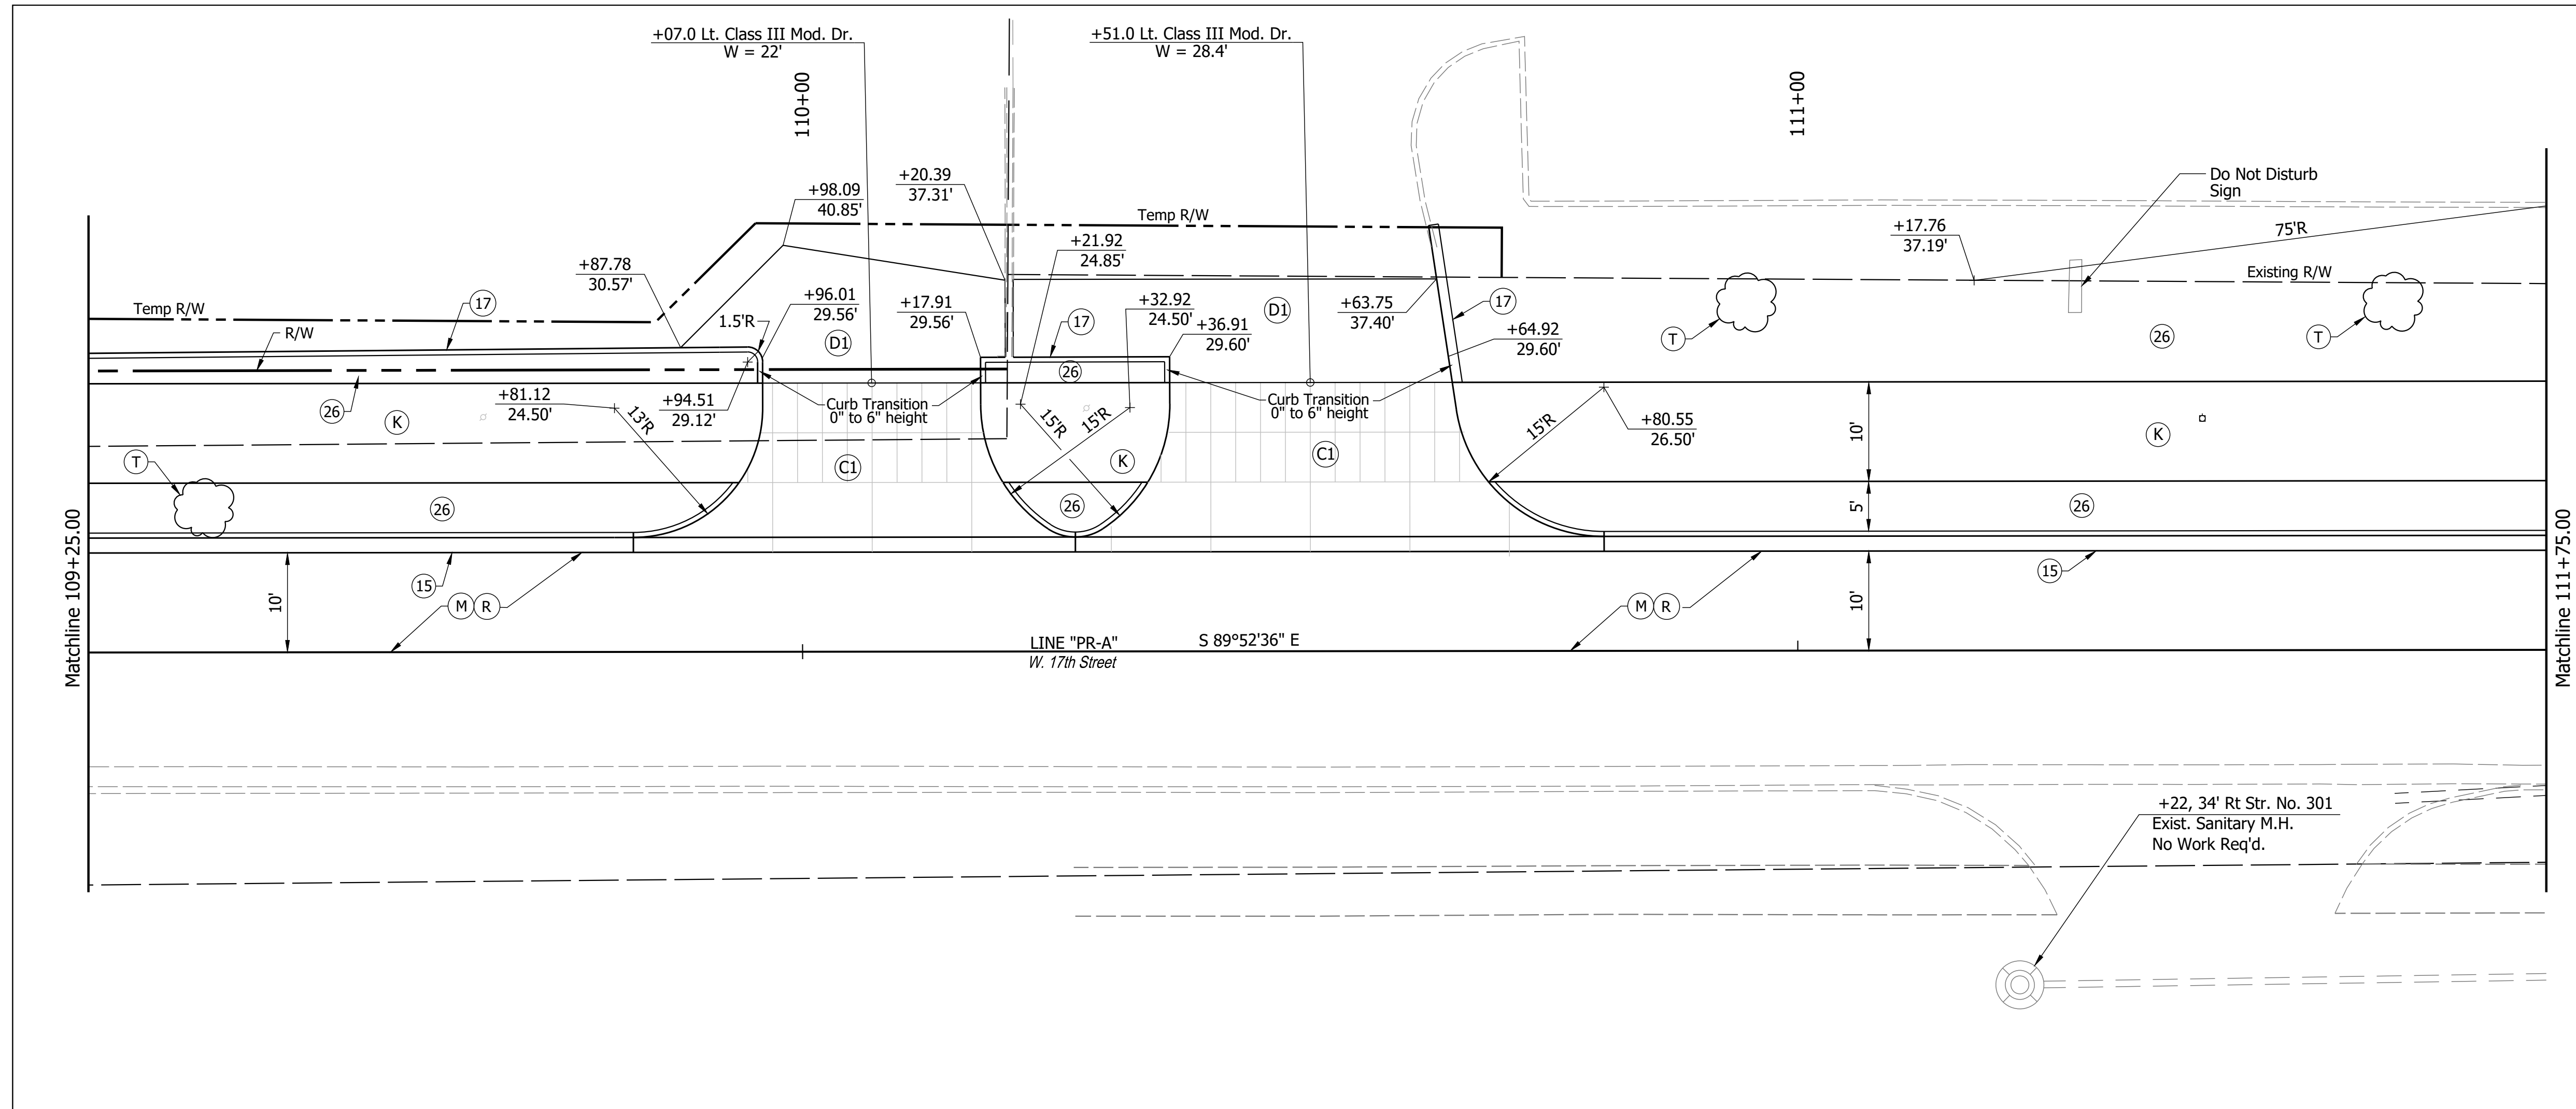 +07.0 Lt. Class III Mod. Dr.
W = 22'
+51.0 Lt. Class III Mod. Dr.
W = 28.4'
110+00
111+00
+98.09
40.85'
+20.39
37.31'
Temp R/W
+21.92
24.85'
Do Not Disturb
Sign
+17.76
37.19'
75'R
Existing R/W
+87.78
30.57'
Temp R/W
17
R/W
1.5'R
+96.01
29.56'
D1
+17.91
29.56'
17
+32.92
24.50'
+36.91
29.60'
D1
+63.75
37.40'
17
+64.92
29.60'
T
26
T
26
26
+81.12
24.50'
+94.51
29.12'
Curb Transition
0" to 6" height
Curb Transition
0" to 6" height
K
13'R
15'R
15'R
15'R
+80.55
26.50'
10'
K
T
C1
K
C1
26
26
5'
26
15
10'
M
R
M
R
10'
15
Matchline 109+25.00
Matchline 111+75.00
LINE "PR-A"
S 89°52'36" E
W. 17th Street
+22, 34' Rt Str. No. 301
Exist. Sanitary M.H.
No Work Req'd.